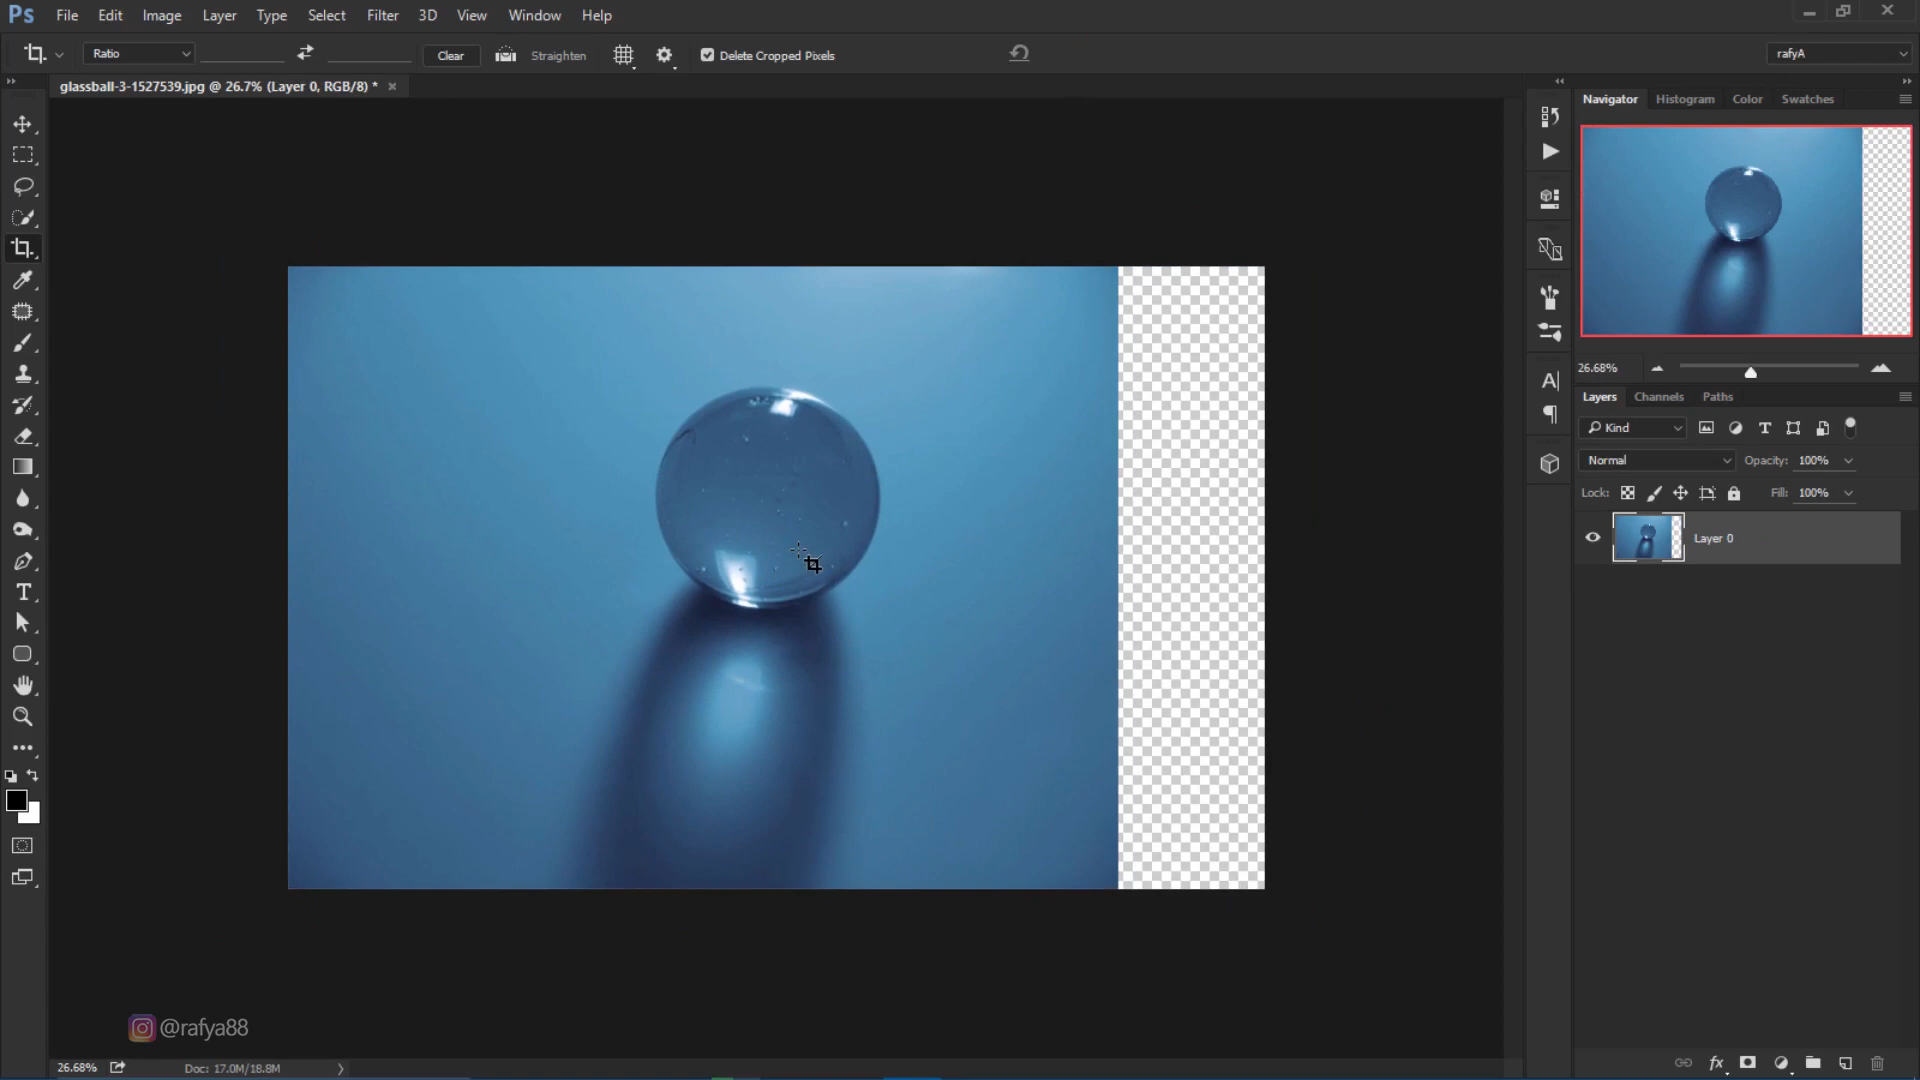 Ps File Edit Image Layer Type Select Filter 3D View Window Help
Ratio Clear Straighten Delete Cropped Pixels rafyA
glassball-3-1527539.jpg @ 26.7% (Layer 0, RGB/8) *
Navigator Histogram Color Swatches
26.68%
Layers Channels Paths
Kind
Normal Opacity: 100%
Lock: Fill: 100%
Layer 0
@rafya88
26.68% Doc: 17.0M/18.8M